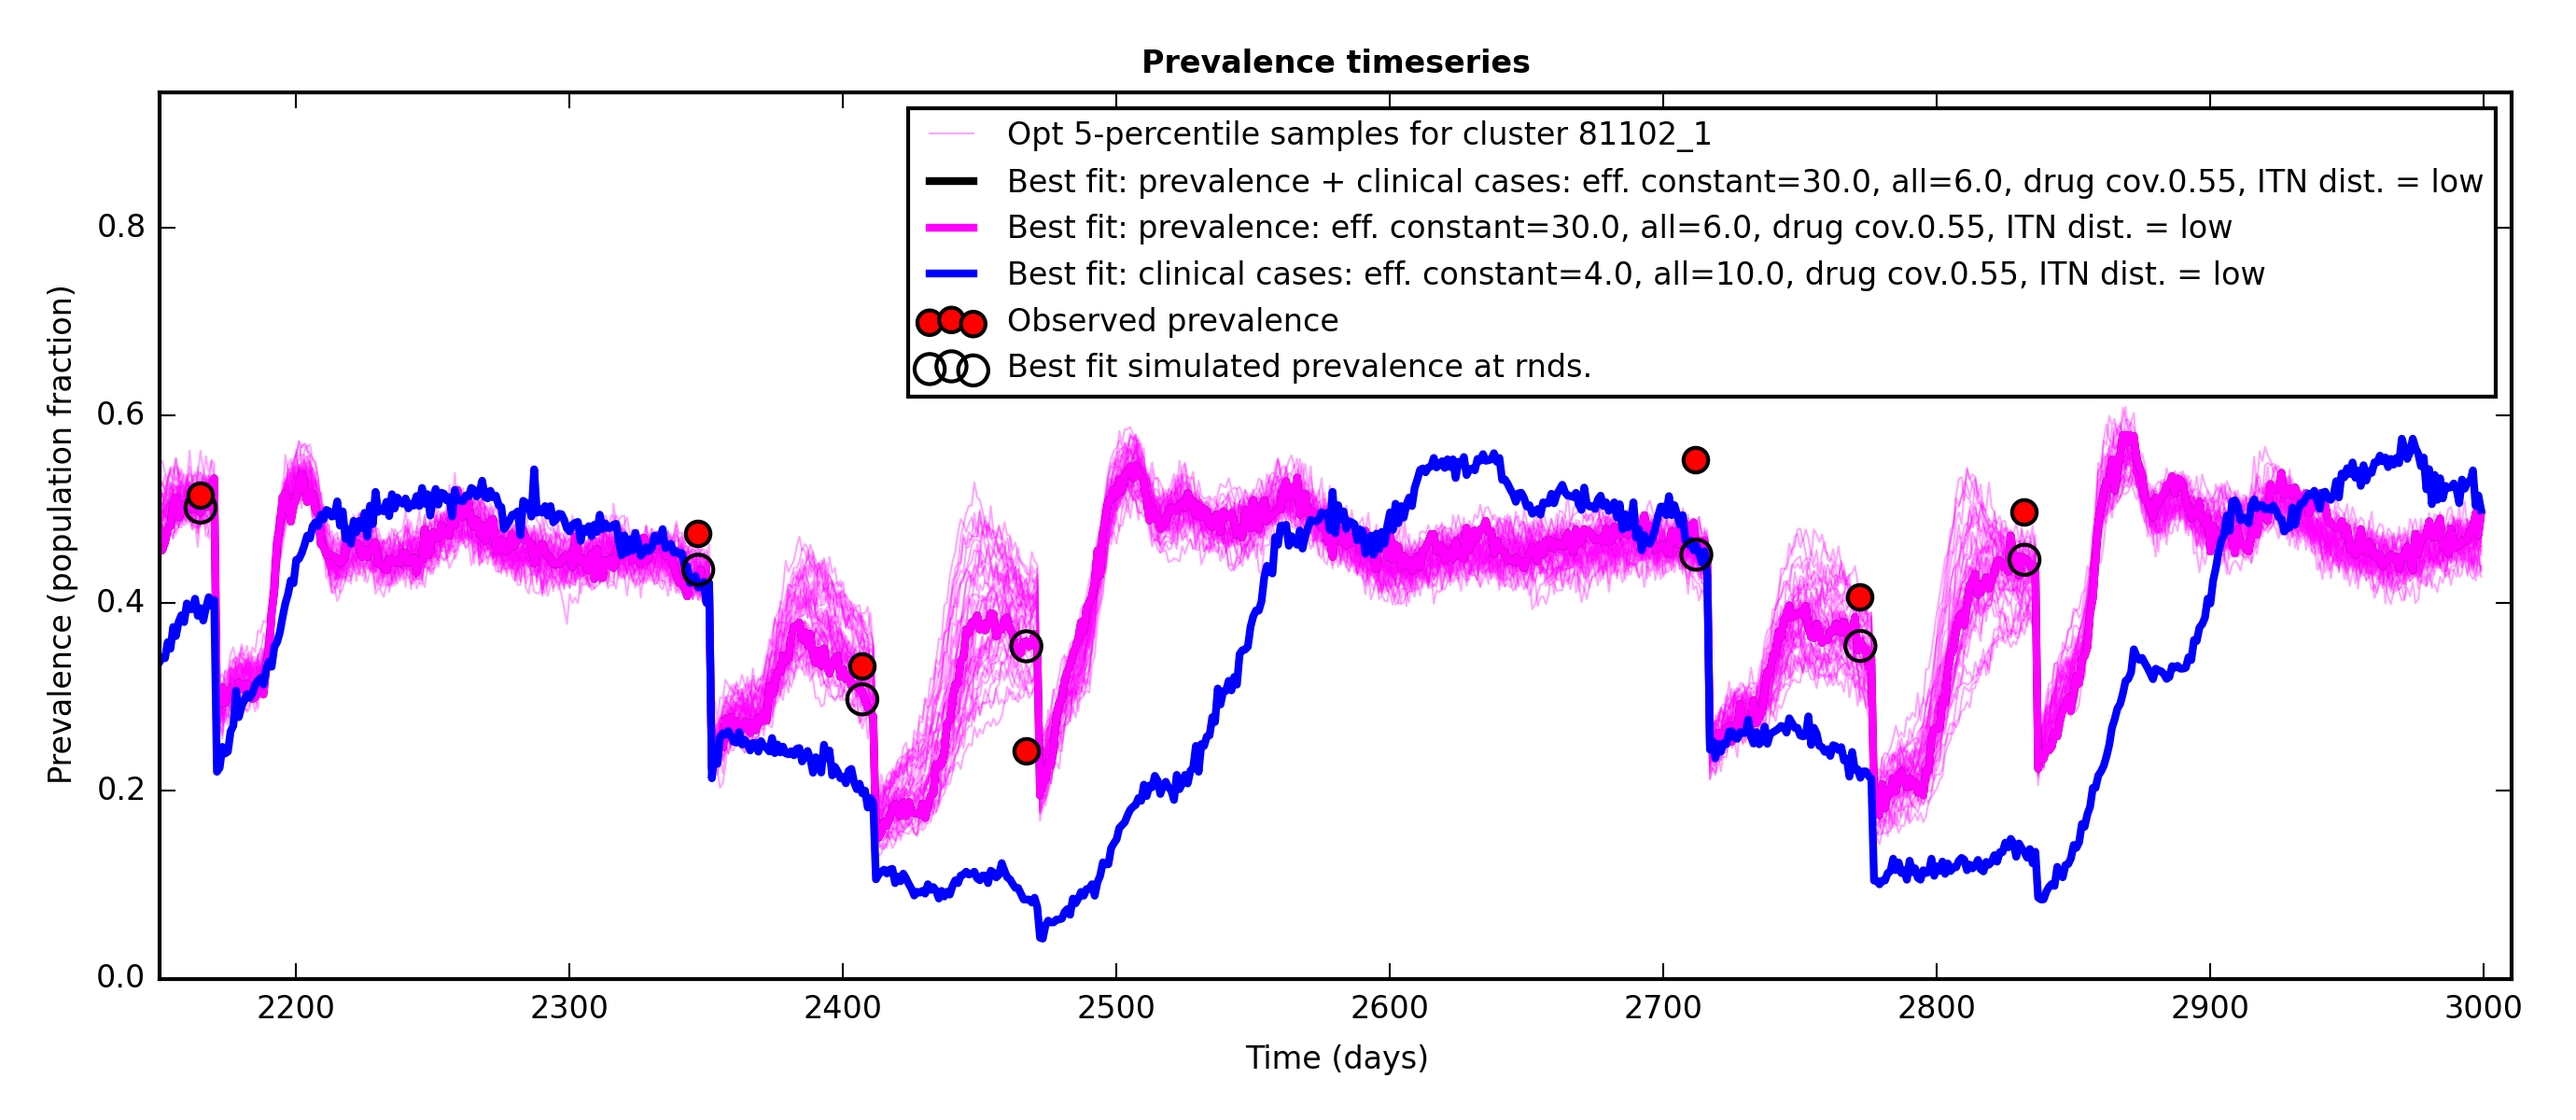 Prevalence timeseries
Opt 5-percentile samples for cluster 81102_1
Best fit: prevalence + clinical cases: eff. constant=30.0, all=6.0, drug cov.0.55, ITN dist. = low
Best fit: prevalence: eff. constant=30.0, all=6.0, drug cov.0.55, ITN dist. = low
Best fit: clinical cases: eff. constant=4.0, all=10.0, drug cov.0.55, ITN dist. = low
Observed prevalence
Best fit simulated prevalence at rnds.
Prevalence (population fraction)
0.8
0.6
0.4
0.2
0.0
2200 2300 2400 2500 2600 2700 2800 2900 3000
Time (days)